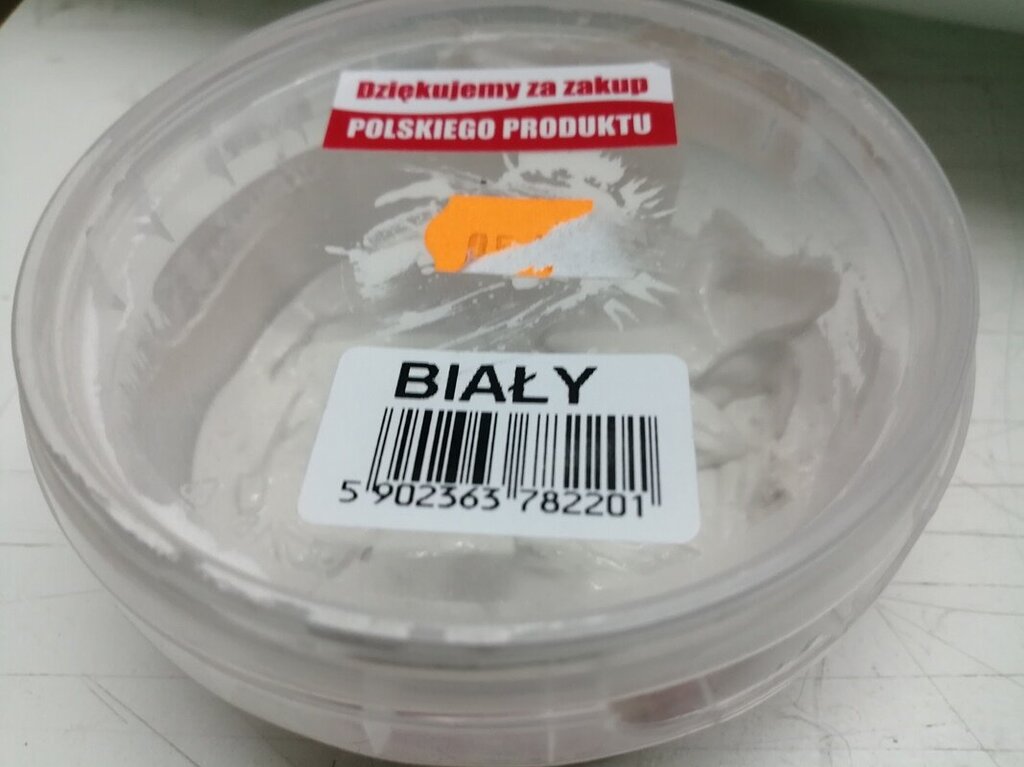 Dziękujemy za zakup
POLSKIEGO PRODUKTU
BIAŁY
5 902363 782201